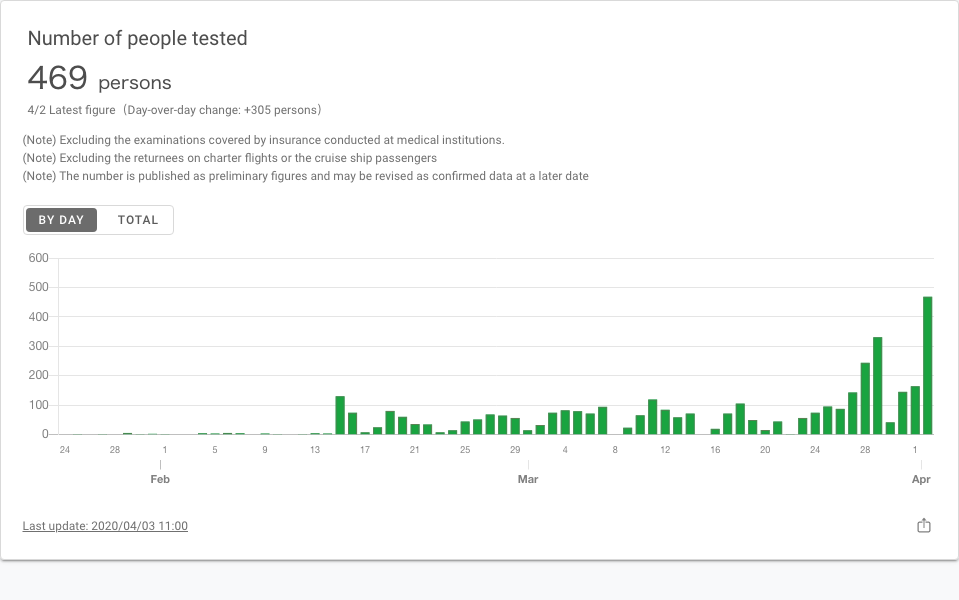 Number of people tested
469 persons
4/2 Latest figure（Day-over-day change: +305 persons）
(Note) Excluding the examinations covered by insurance conducted at medical institutions.
(Note) Excluding the returnees on charter flights or the cruise ship passengers
(Note) The number is published as preliminary figures and may be revised as confirmed data at a later date
BY DAY TOTAL
600
500
400
300
200
100
0
24 28 1 5 9 13 17 21 25 29 4 8 12 16 20 24 28 1
Feb Mar Apr
Last update: 2020/04/03 11:00